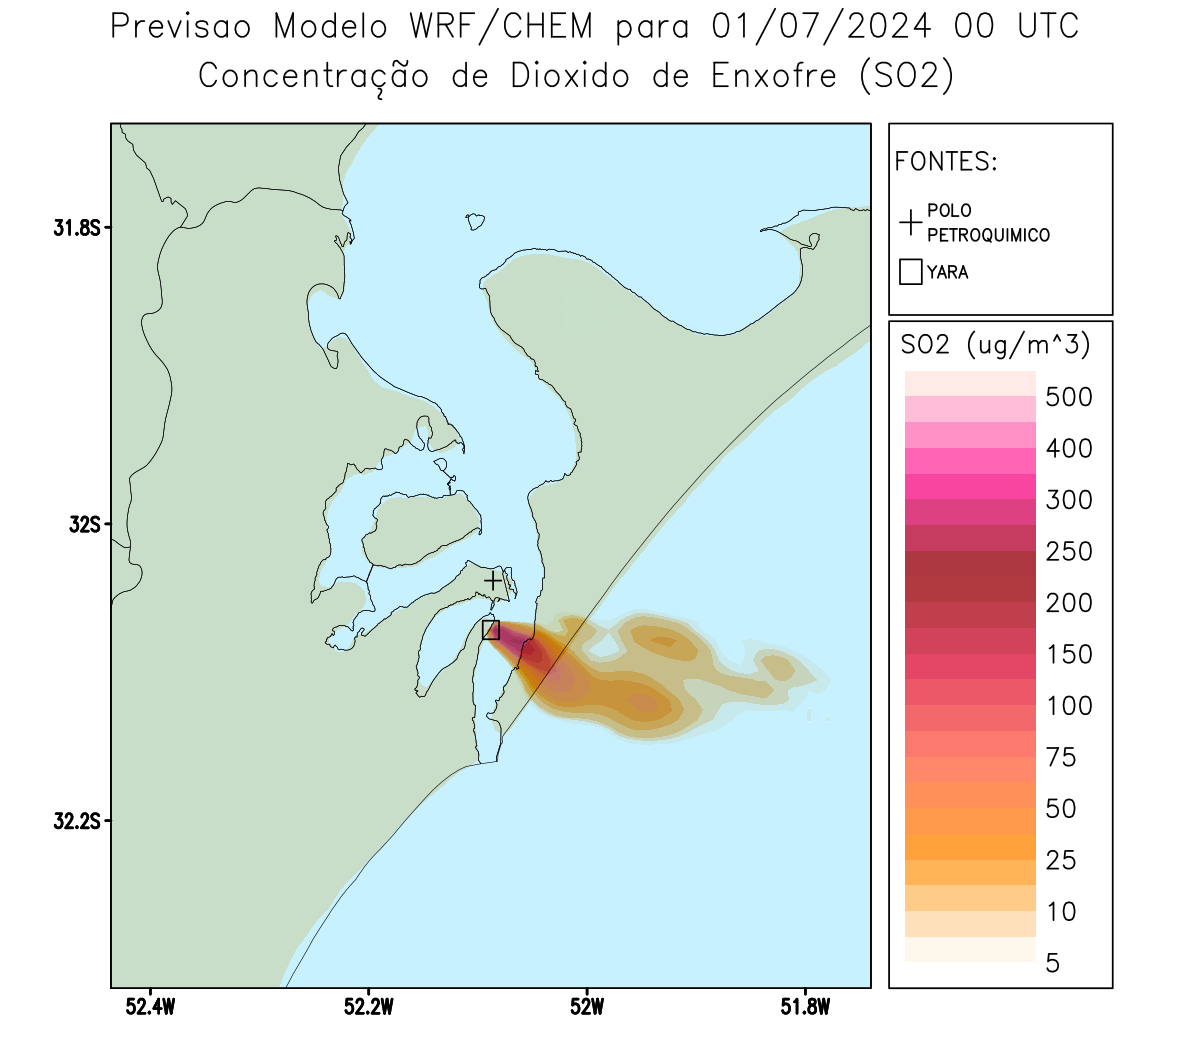 Previsao Modelo WRF/CHEM para 01/07/2024 00 UTC
Concentração de Dioxido de Enxofre (SO2)
FONTES:
POLO
PETROQUIMICO
YARA
31.8S
32S
32.2S
52.4W
52.2W
52W
51.8W
SO2 (ug/m^3)
500
400
300
250
200
150
100
75
50
25
10
5